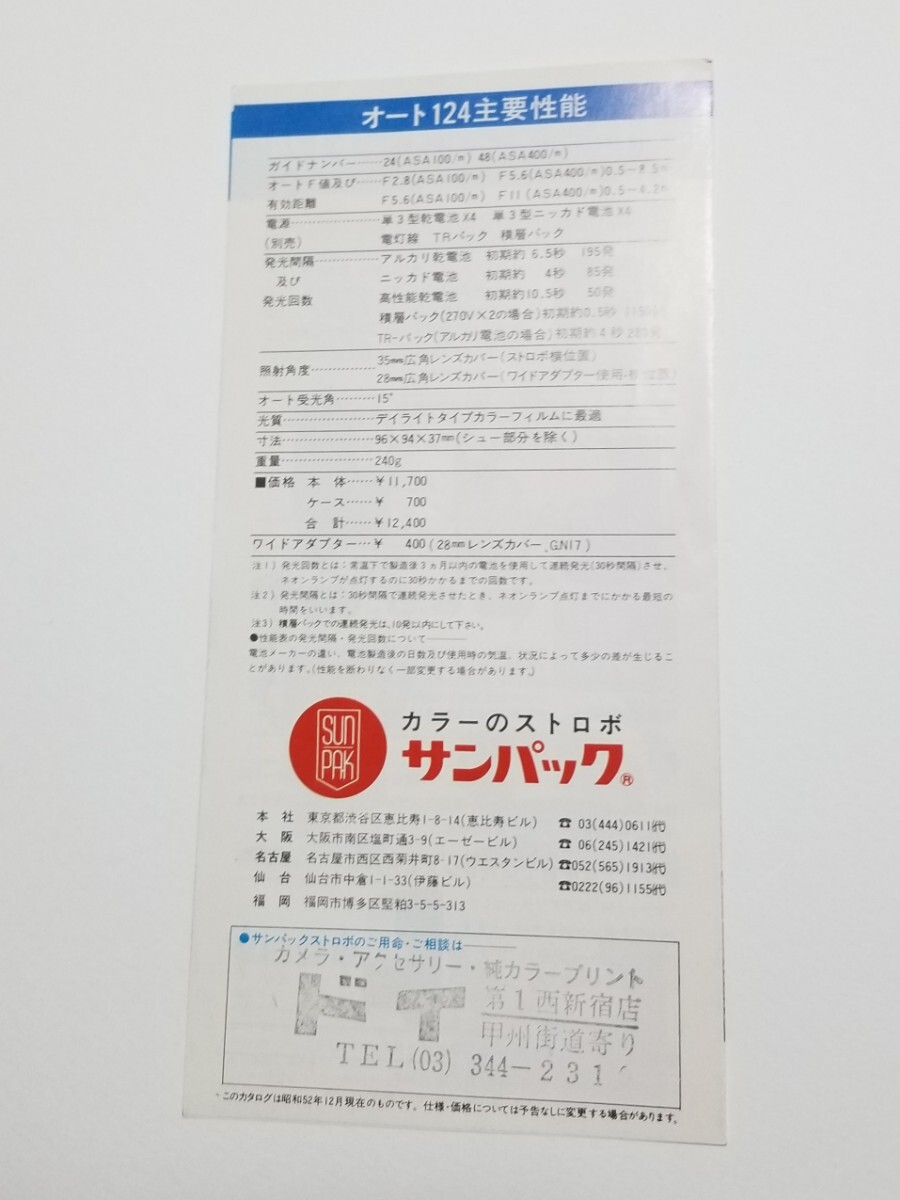 オート124主要性能
ガイドナンバー……24(ASA100/m) 48(ASA400/m)
オートF値及び……F2.8(ASA100/m) F5.6(ASA400/m)0.5~8.5m
有効距離 F5.6(ASA100/m) F11(ASA400/m)0.5~4.2m
電源………………単3型乾電池X4 単3型ニッカド電池X4
(別売) 電灯線 TRパック 積層パック
発光間隔…………アルカリ乾電池 初期約 6.5秒 195発
及び ニッカド電池 初期約 4秒 85発
発光回数 高性能乾電池 初期約10.5秒 50発
積層パック(270V×2の場合)初期約0.5秒
TR-パック(アルカリ電池の場合)初期約4秒
照射角度…………35mm広角レンズカバー(ストロボ横位置)
28mm広角レンズカバー(ワイドアダプター使用・横位置)
オート受光角………15°
光質………………デイライトタイプカラーフィルムに最適
寸法………………96×94×37mm(シュー部分を除く)
重量………………240g
■価格 本 体……¥11,700
ケース……¥ 700
合 計……¥12,400
ワイドアダプター…¥ 400(28mmレンズカバー、GN17)
注1) 発光回数とは:常温下で製造後3ヵ月以内の電池を使用して連続発光(30秒間隔)させ、
ネオンランプが点灯するのに30秒かかるまでの回数です。
注2) 発光間隔とは:30秒間隔で連続発光させたとき、ネオンランプ点灯までにかかる最短の
時間をいいます。
注3) 積層パックでの連続発光は、10発以内にして下さい。
●性能表の発光間隔・発光回数について――
電池メーカーの違い、電池製造後の日数及び使用時の気温、状況によって多少の差が生じるこ
とがあります。(性能を断わりなく一部変更する場合があります。)
SUN PAK
カラーのストロボ
サンパック®
本 社 東京都渋谷区恵比寿1-8-14(恵比寿ビル) ☎03(444)0611(代)
大 阪 大阪市南区塩町通3-9(エーゼービル) ☎06(245)1421(代)
名古屋 名古屋市西区西菊井町8-17(ウエスタンビル)☎052(565)1913(代)
仙 台 仙台市中倉1-1-33(伊藤ビル) ☎0222(96)1155(代)
福 岡 福岡市博多区堅粕3-5-5-313
●サンパックストロボのご用命・ご相談は――
カメラ・アクセサリー・純カラープリント
ドイ 第1西新宿店
甲州街道寄り
TEL(03) 344-231
・このカタログは昭和52年12月現在のものです。仕様・価格については予告なしに変更する場合があります。